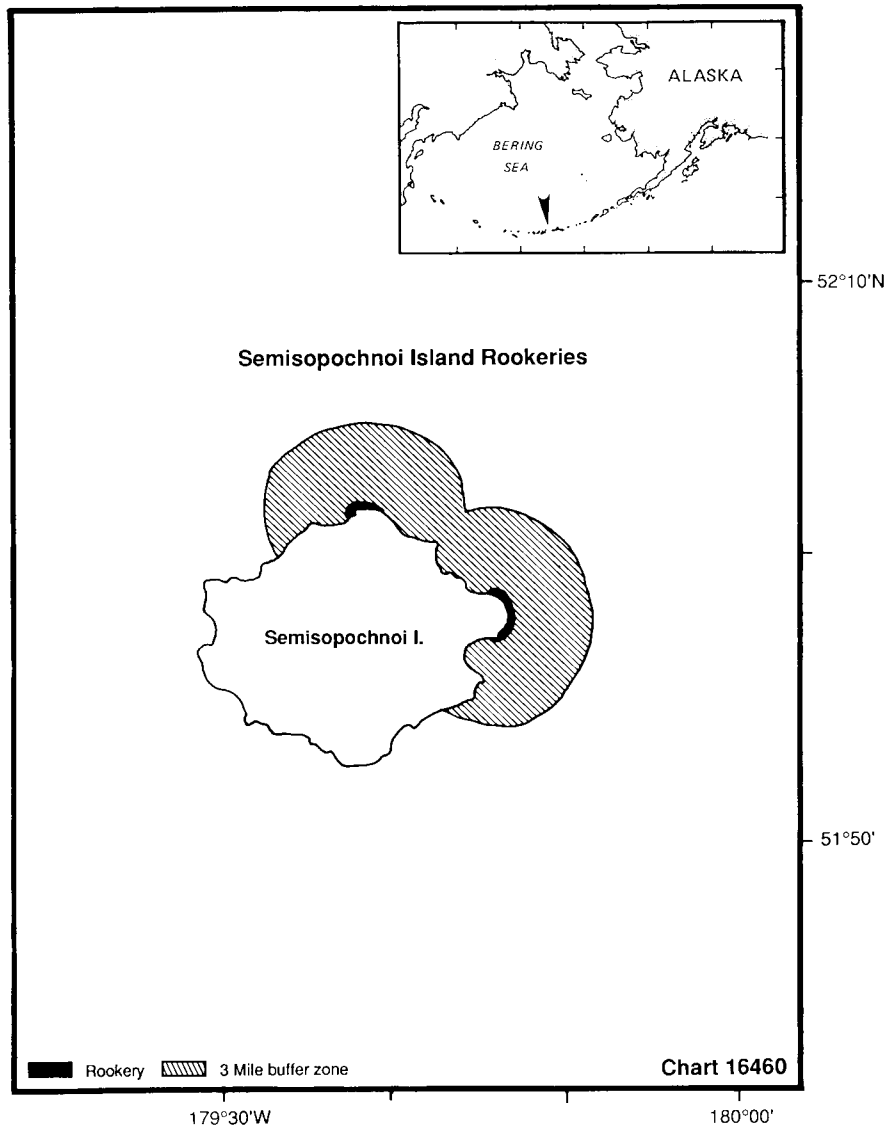 ALASKA
BERING
SEA
52°10'N
Semisopochnoi Island Rookeries
Semisopochnoi I.
51°50'
Rookery
3 Mile buffer zone
Chart 16460
179°30'W
180°00'